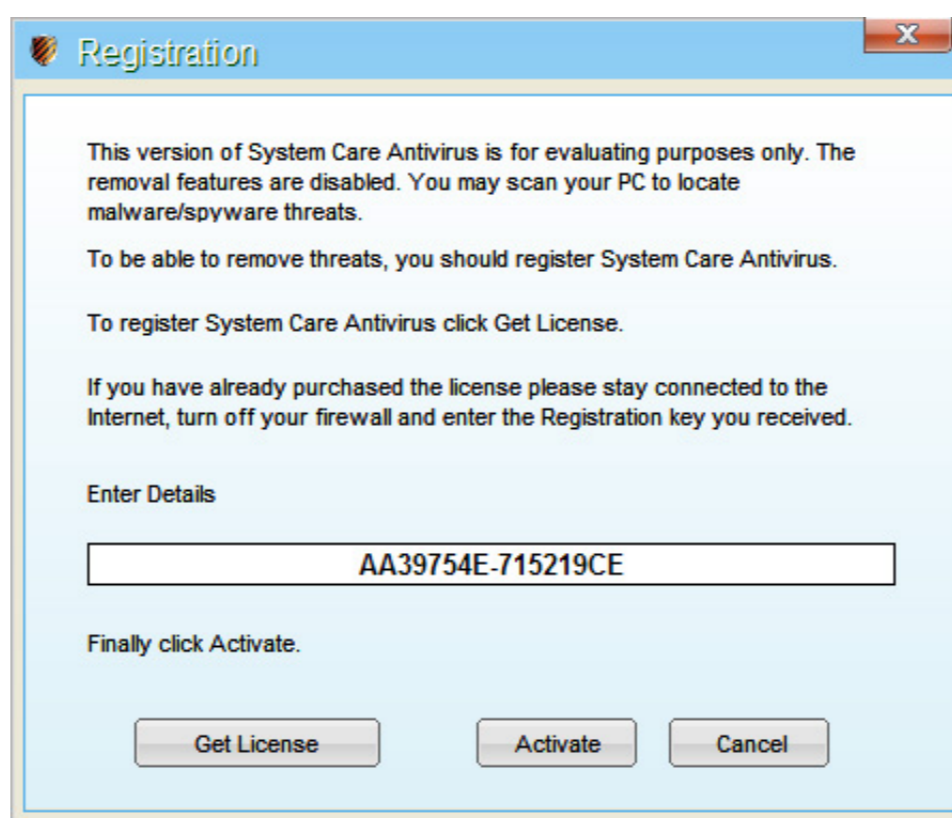 Registration
X
This version of System Care Antivirus is for evaluating purposes only. The
removal features are disabled. You may scan your PC to locate
malware/spyware threats.
To be able to remove threats, you should register System Care Antivirus.
To register System Care Antivirus click Get License.
If you have already purchased the license please stay connected to the
Internet, turn off your firewall and enter the Registration key you received.
Enter Details
AA39754E-715219CE
Finally click Activate.
Get License Activate Cancel